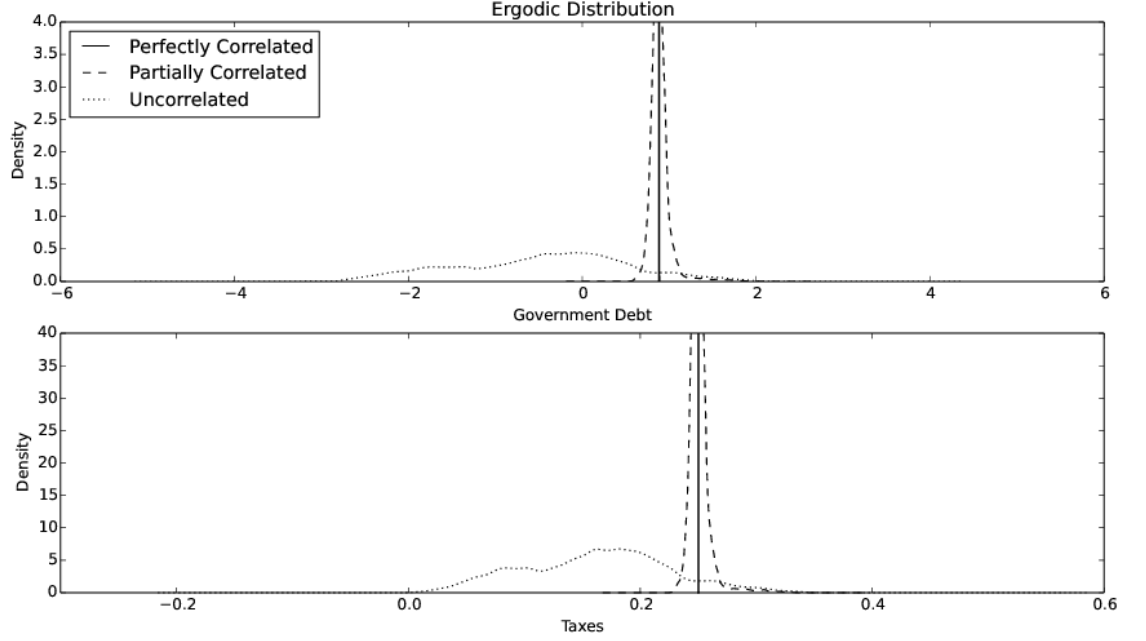 Ergodic Distribution
4.0
3.5
3.0
2.5
2.0
1.5
1.0
0.5
0.0
Density
Perfectly Correlated
Partially Correlated
Uncorrelated
−6 −4 −2 0 2 4 6
Government Debt
40
35
30
25
20
15
10
5
0
Density
−0.2 0.0 0.2 0.4 0.6
Taxes